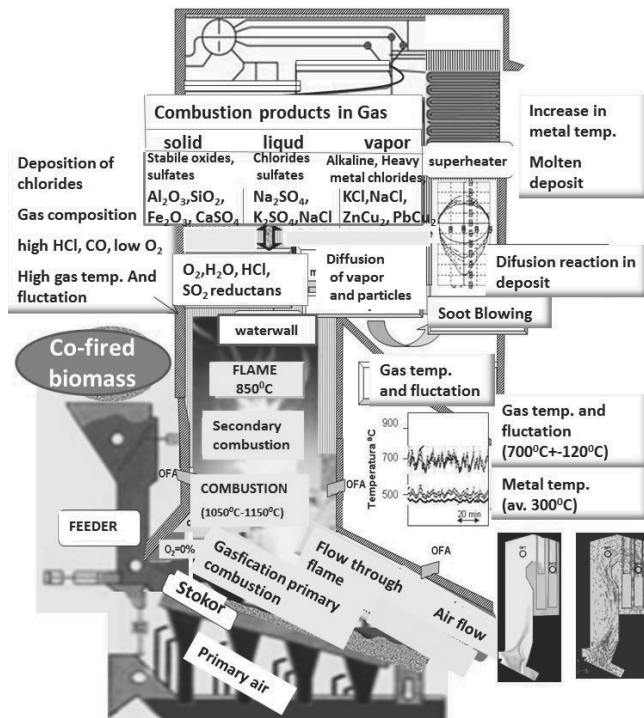 Combustion products in Gas
solid liqud vapor
Stabile oxides,
sulfates
Al2O3,SiO2,
Fe2O3, CaSO4
Chlorides
sulfates
Na2SO4,
K2SO4,NaCl
Alkaline, Heavy
metal chlorides,
KCl,NaCl,
ZnCu2, PbCu2
superheater
Increase in
metal temp.
Molten
deposit
Deposition of
chlorides
Gas composition
high HCl, CO, low O2
High gas temp. And
fluctation
O2,H2O, HCl,
SO2 reductans
Diffusion
of vapor
and particles
Difusion reaction in
deposit
Soot Blowing
waterwall
Co-fired
biomass
FLAME
850⁰C
Gas temp.
and fluctation
Secondary
combustion
Temperatura ⁰C
900
700
500
20 min
Gas temp. and
fluctation
(700⁰C+-120⁰C)
Metal temp.
(av. 300⁰C)
OFA
COMBUSTION
(1050⁰C-1150⁰C)
OFA
FEEDER
O2=0%
Gasfication primary
combustion
Flow through
flame
OFA
Air flow
Stokor
Primary air